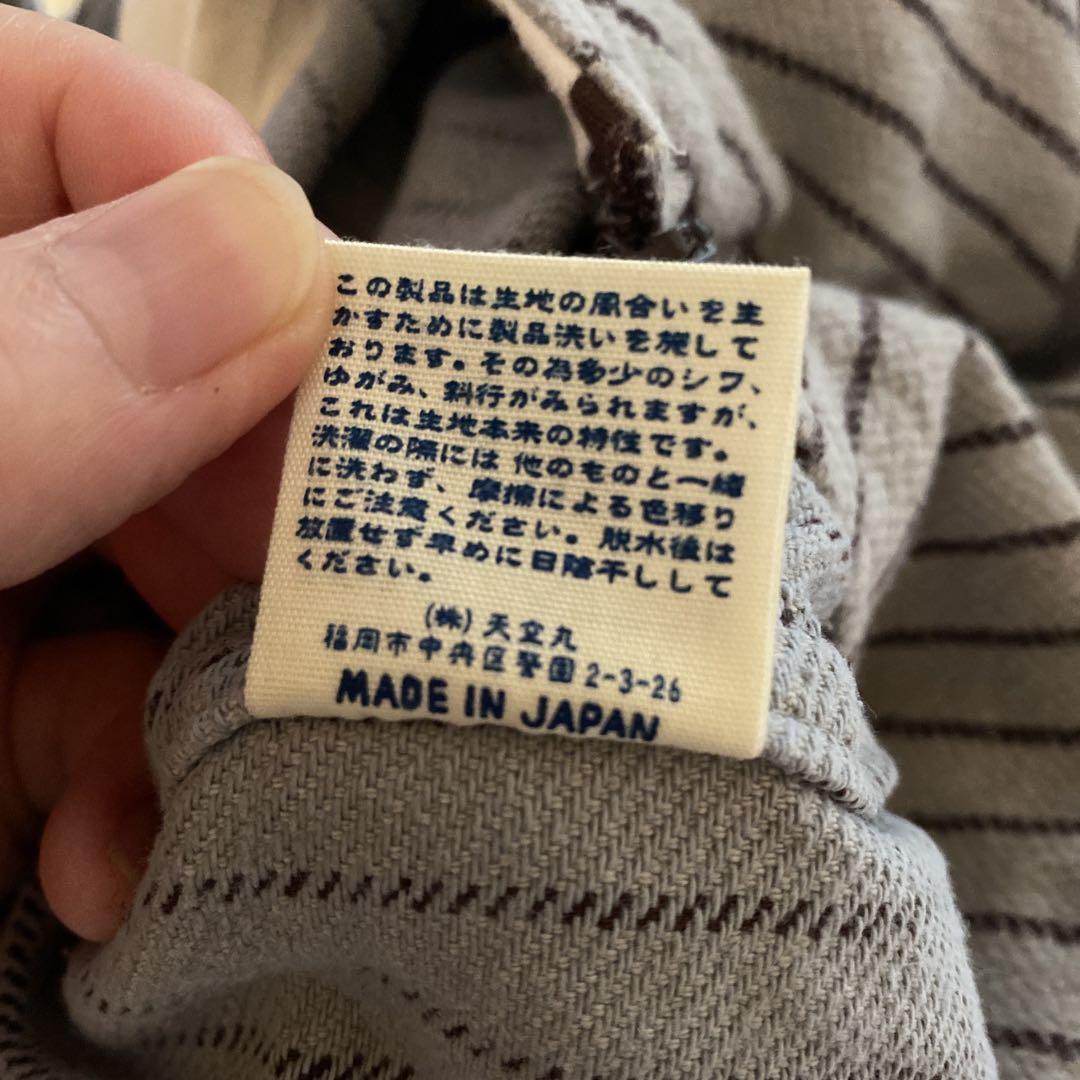 この製品は生地の風合いを生
かすために製品洗いを施して
おります。その為多少のシワ、
ゆがみ、斜行がみられますが、
これは生地本来の特性です。
洗濯の際には 他のものと一緒
に洗わず、摩擦による色移り
にご注意ください。脱水後は
放置せず早めに日陰干しして
ください。
(株) 天空丸
福岡市中央区警固2-3-26
MADE IN JAPAN